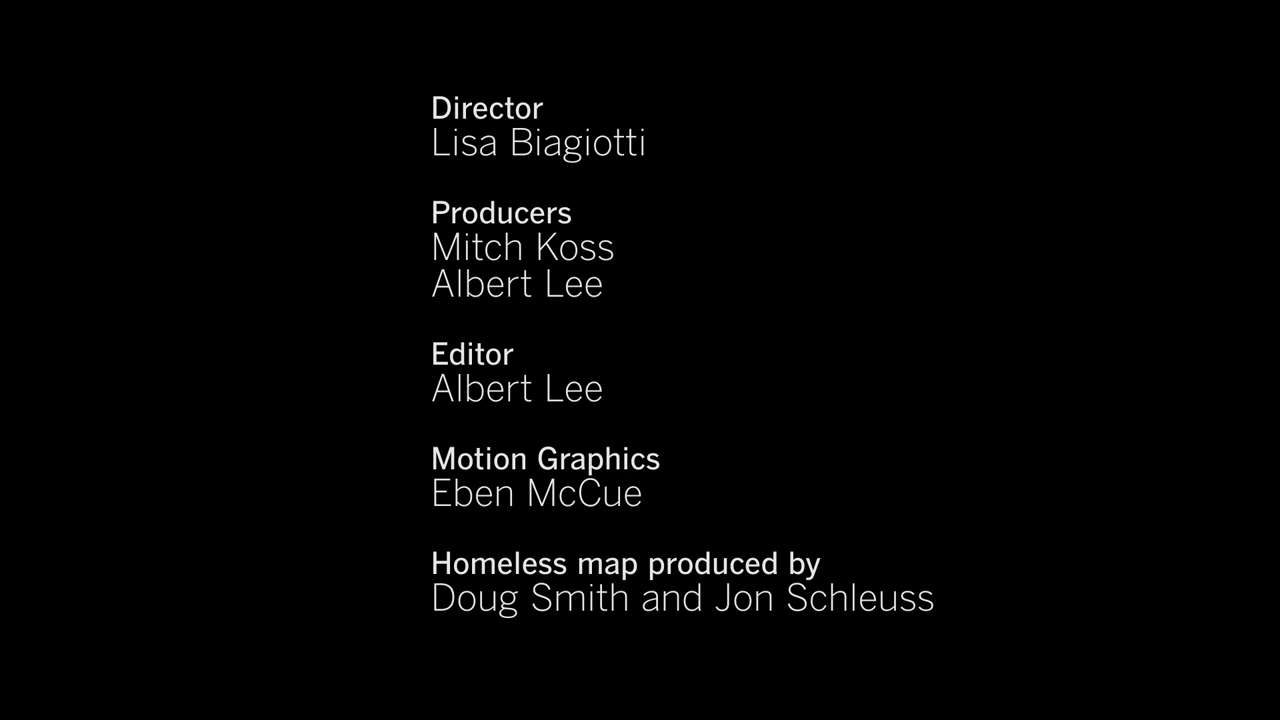 Director
Lisa Biagiotti
Producers
Mitch Koss
Albert Lee
Editor
Albert Lee
Motion Graphics
Eben McCue
Homeless map produced by
Doug Smith and Jon Schleuss